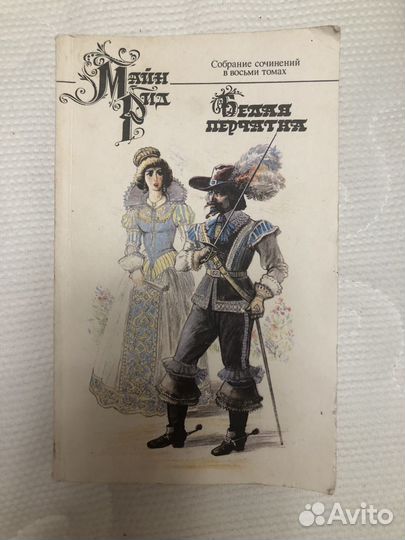 Майн
Рид
Собрание сочинений
в восьми томах
Белая
перчатка
Avito